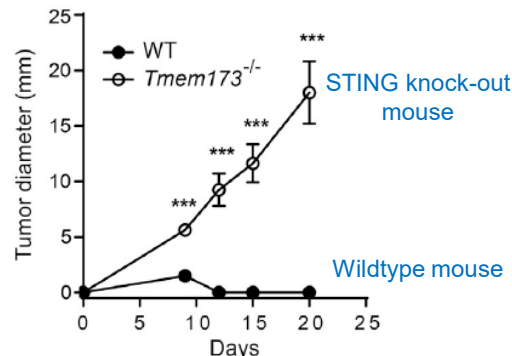 25
20
15
10
5
0
Tumor diameter (mm)
WT
Tmem173-/-
***
***
***
***
STING knock-out
mouse
Wildtype mouse
0 5 10 15 20 25
Days